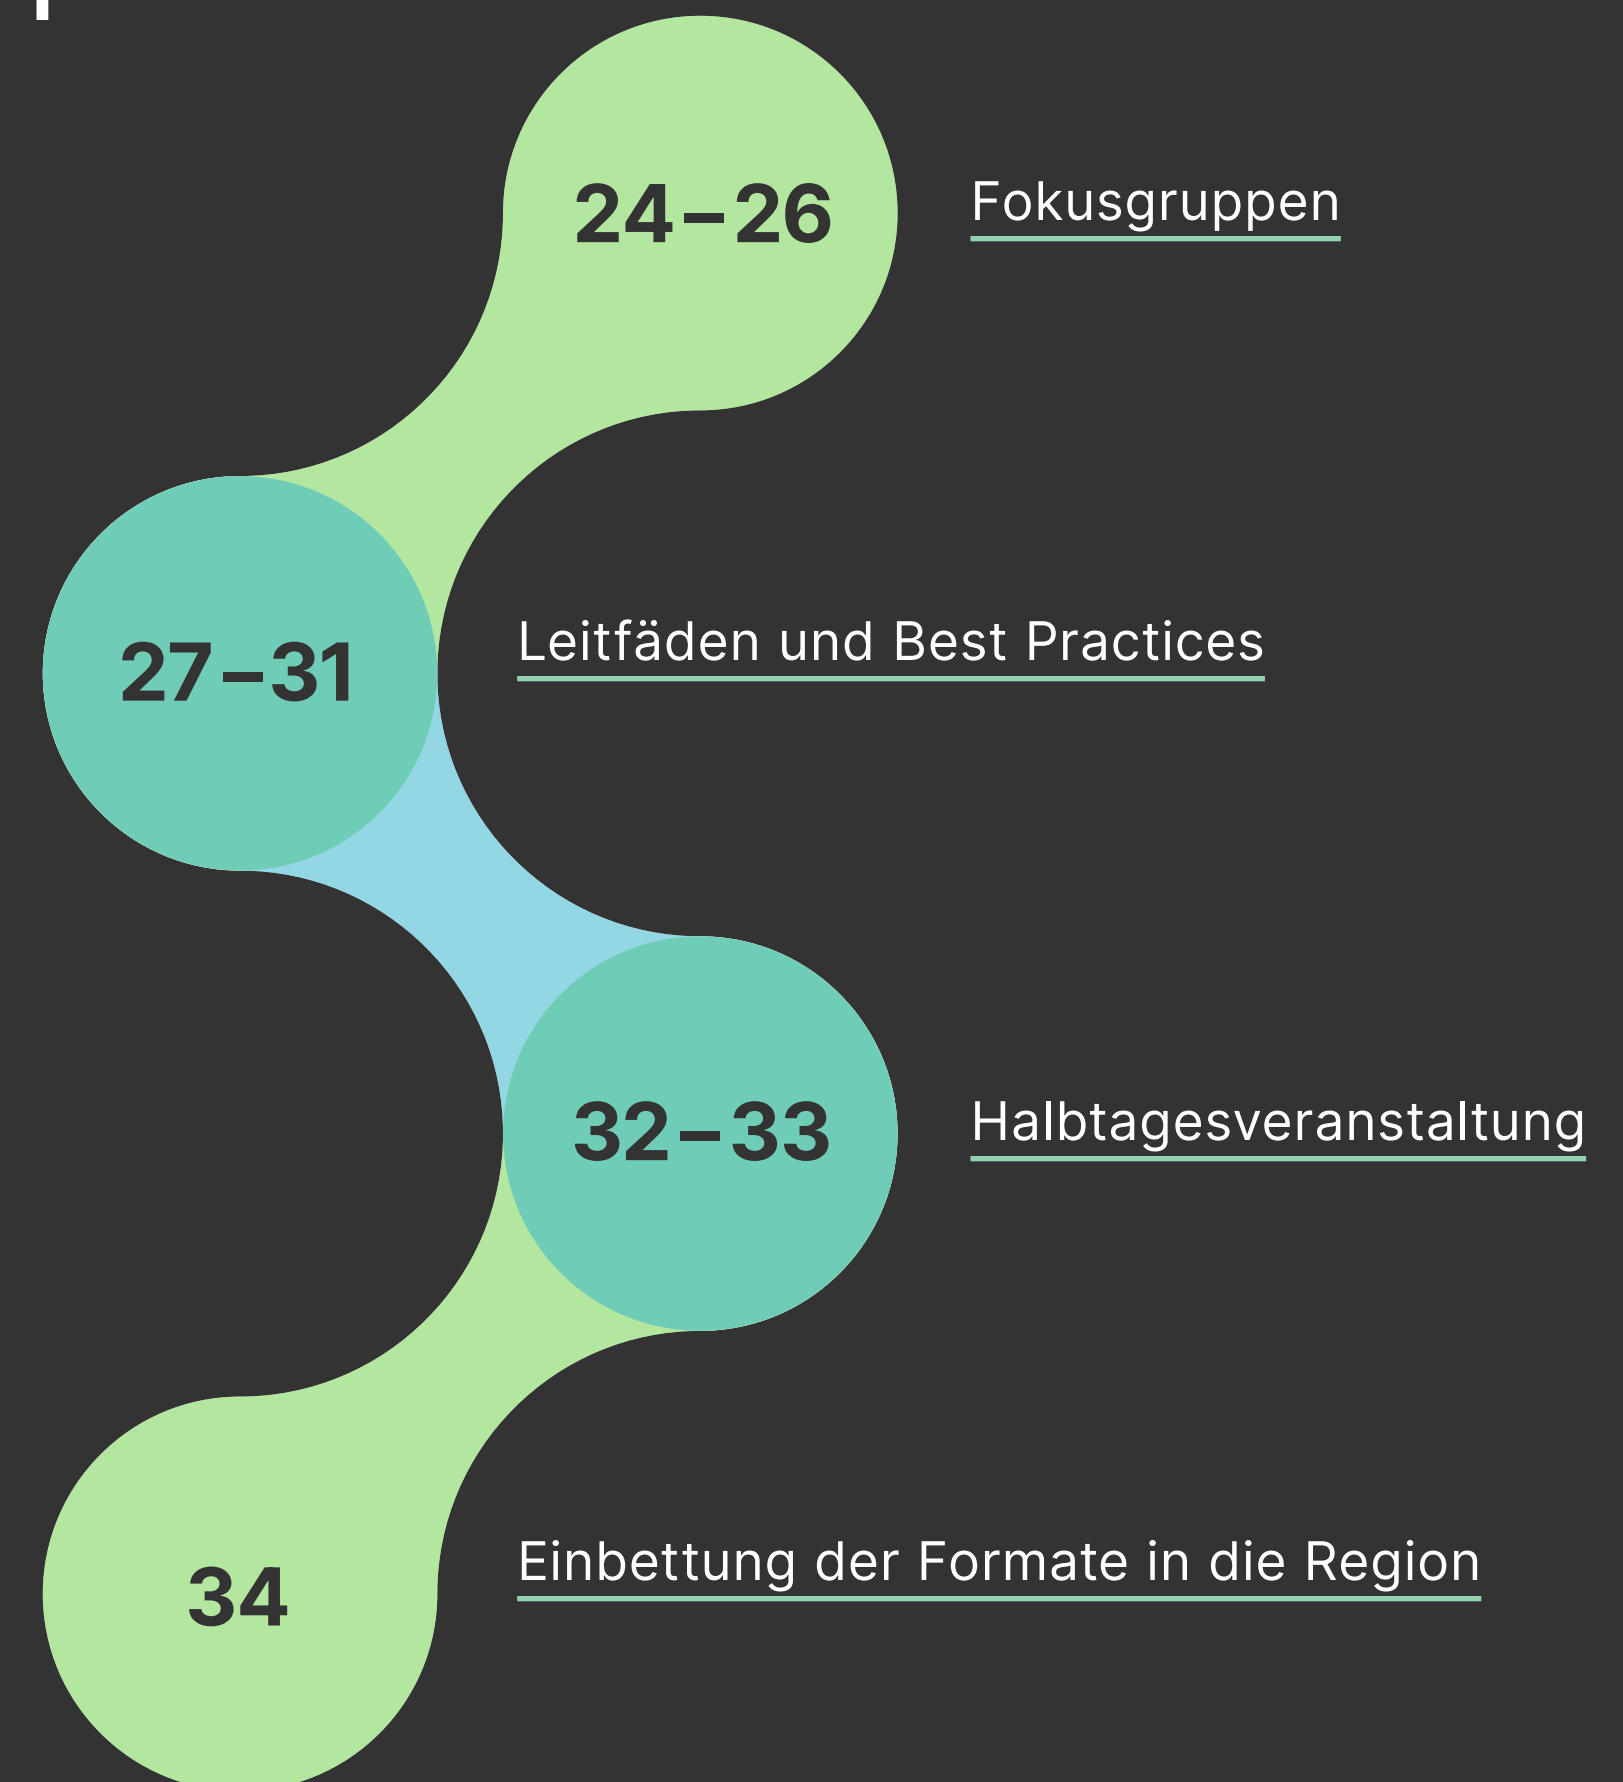 24–26
Fokusgruppen
27–31
Leitfäden und Best Practices
32–33
Halbtagesveranstaltung
34
Einbettung der Formate in die Region